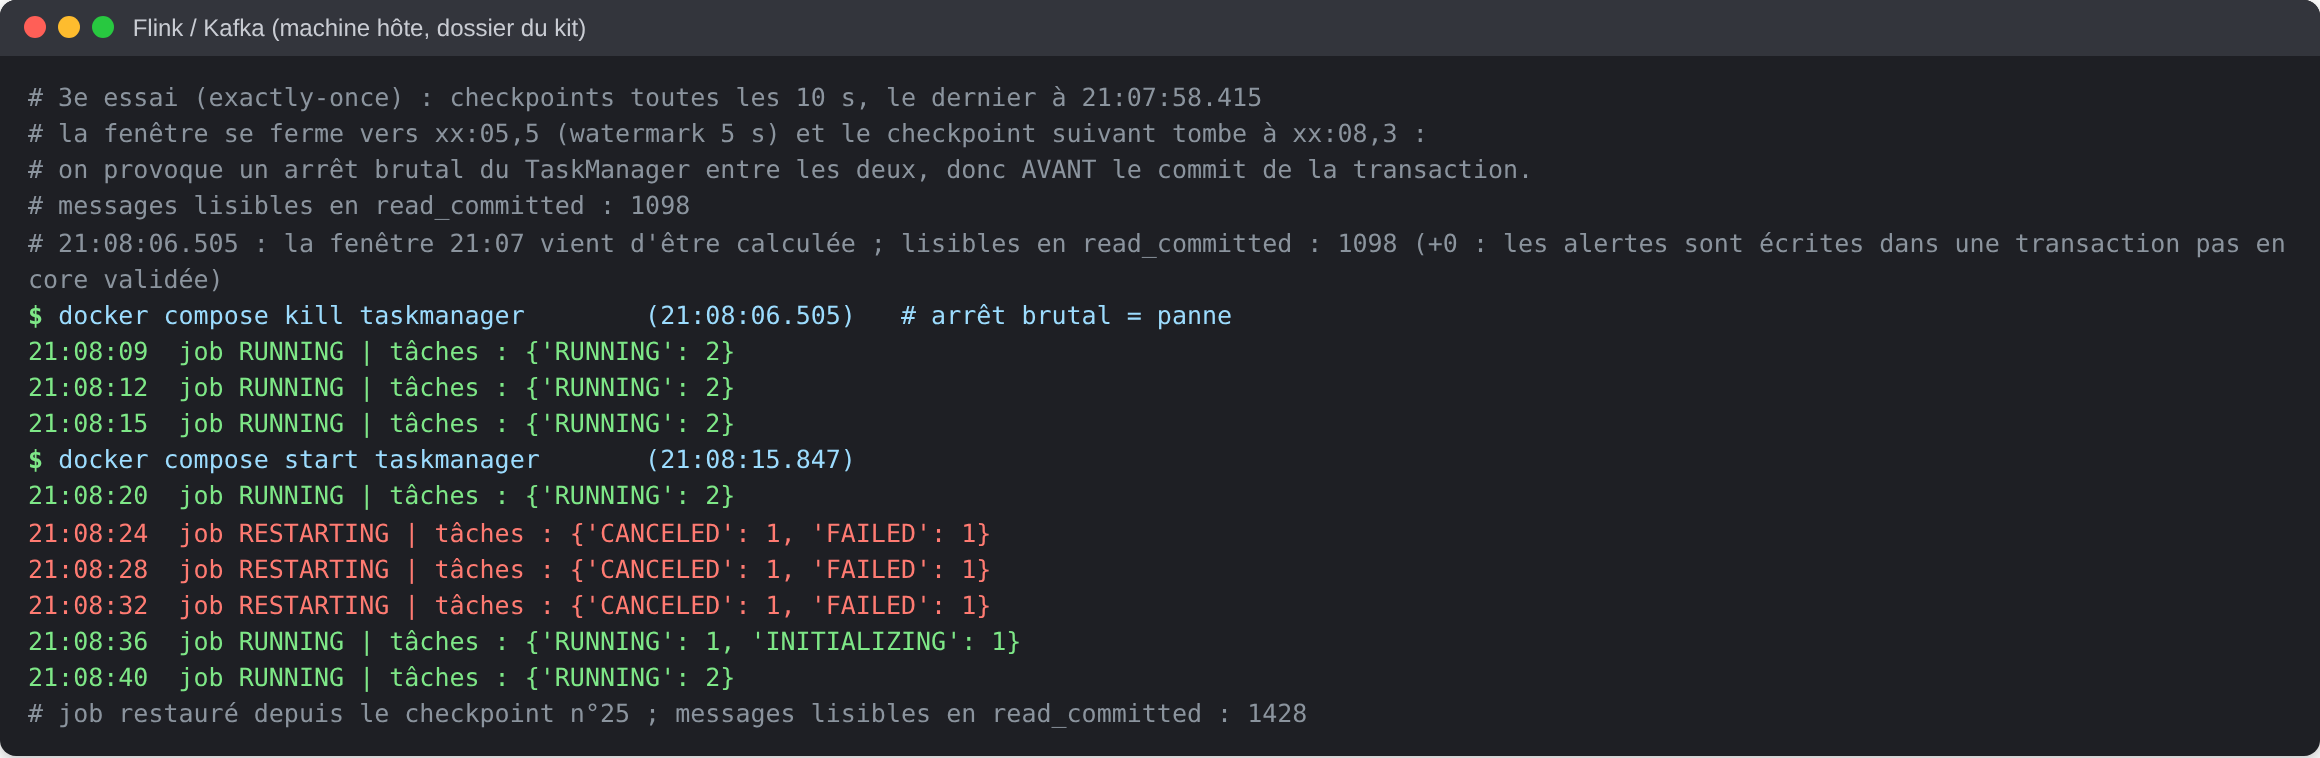 Flink / Kafka (machine hôte, dossier du kit)
# 3e essai (exactly-once) : checkpoints toutes les 10 s, le dernier à 21:07:58.415
# la fenêtre se ferme vers xx:05,5 (watermark 5 s) et le checkpoint suivant tombe à xx:08,3 :
# on provoque un arrêt brutal du TaskManager entre les deux, donc AVANT le commit de la transaction.
# messages lisibles en read_committed : 1098
# 21:08:06.505 : la fenêtre 21:07 vient d'être calculée ; lisibles en read_committed : 1098 (+0 : les alertes sont écrites dans une transaction pas en
core validée)
$ docker compose kill taskmanager        (21:08:06.505)   # arrêt brutal = panne
21:08:09  job RUNNING | tâches : {'RUNNING': 2}
21:08:12  job RUNNING | tâches : {'RUNNING': 2}
21:08:15  job RUNNING | tâches : {'RUNNING': 2}
$ docker compose start taskmanager       (21:08:15.847)
21:08:20  job RUNNING | tâches : {'RUNNING': 2}
21:08:24  job RESTARTING | tâches : {'CANCELED': 1, 'FAILED': 1}
21:08:28  job RESTARTING | tâches : {'CANCELED': 1, 'FAILED': 1}
21:08:32  job RESTARTING | tâches : {'CANCELED': 1, 'FAILED': 1}
21:08:36  job RUNNING | tâches : {'RUNNING': 1, 'INITIALIZING': 1}
21:08:40  job RUNNING | tâches : {'RUNNING': 2}
# job restauré depuis le checkpoint n°25 ; messages lisibles en read_committed : 1428